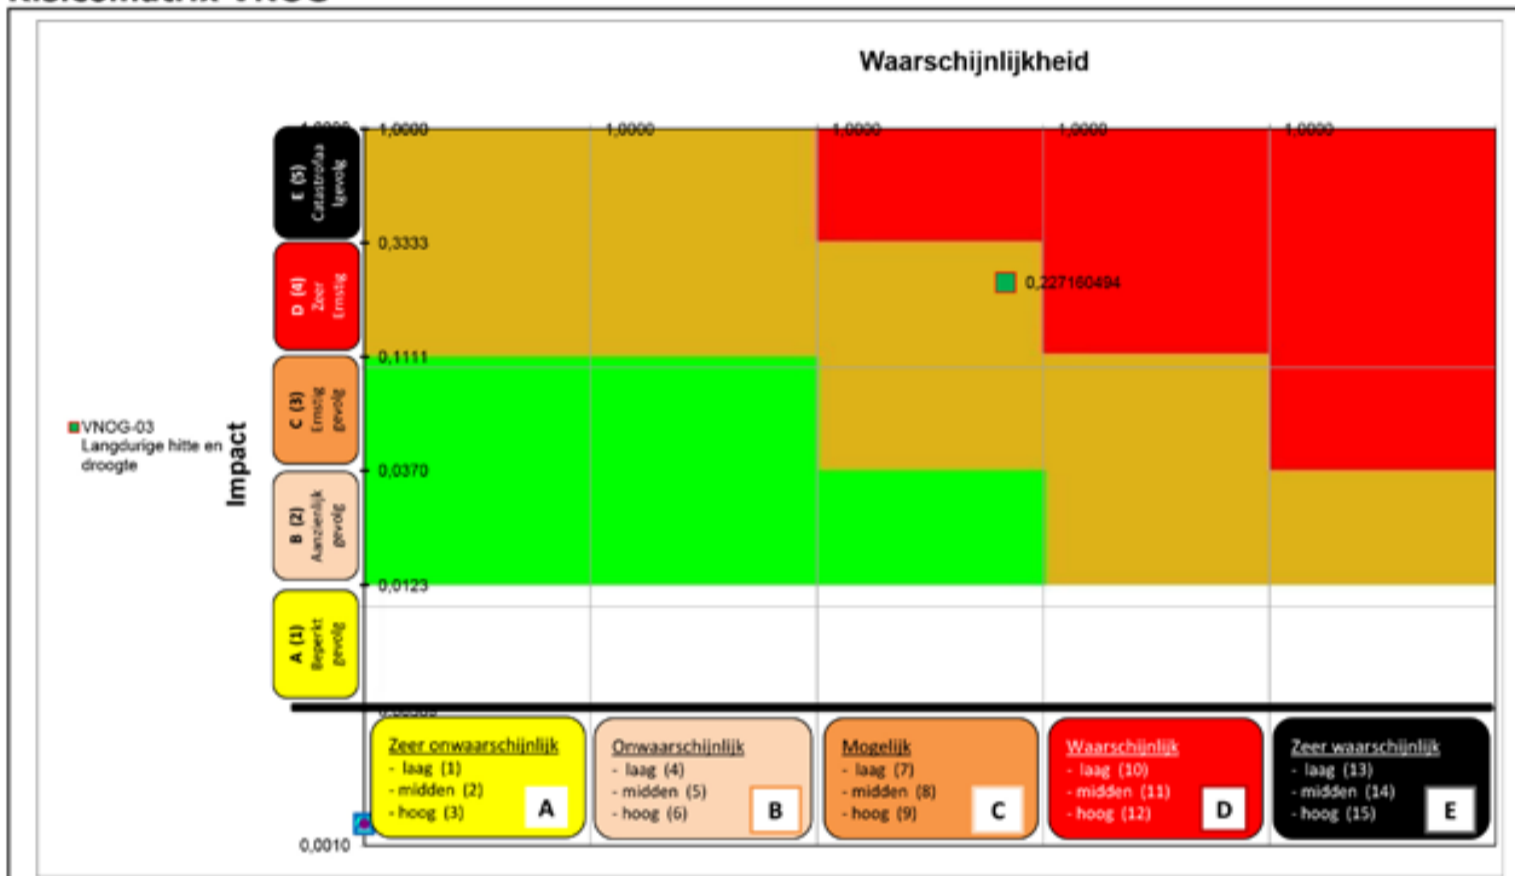 Risicomatrix VNOG
Waarschijnlijkheid
1,0000
1,0000
1,0000
1,0000
1,0000
1,0000
E (5)
Catastrofaa
lgevolg
0,3333
D (4)
Zeer
Ernstig
0,227160494
0,1111
C (3)
Ernstig
gevolg
VNOG-03
Langdurige hitte en
droogte
Impact
0,0370
B (2)
Aanzienlijk
gevolg
0,0123
A (1)
Beperkt
gevolg
Zeer onwaarschijnlijk
- laag (1)
- midden (2)
- hoog (3)
A
Onwaarschijnlijk
- laag (4)
- midden (5)
- hoog (6)
B
Mogelijk
- laag (7)
- midden (8)
- hoog (9)
C
Waarschijnlijk
- laag (10)
- midden (11)
- hoog (12)
D
Zeer waarschijnlijk
- laag (13)
- midden (14)
- hoog (15)
E
0,0010